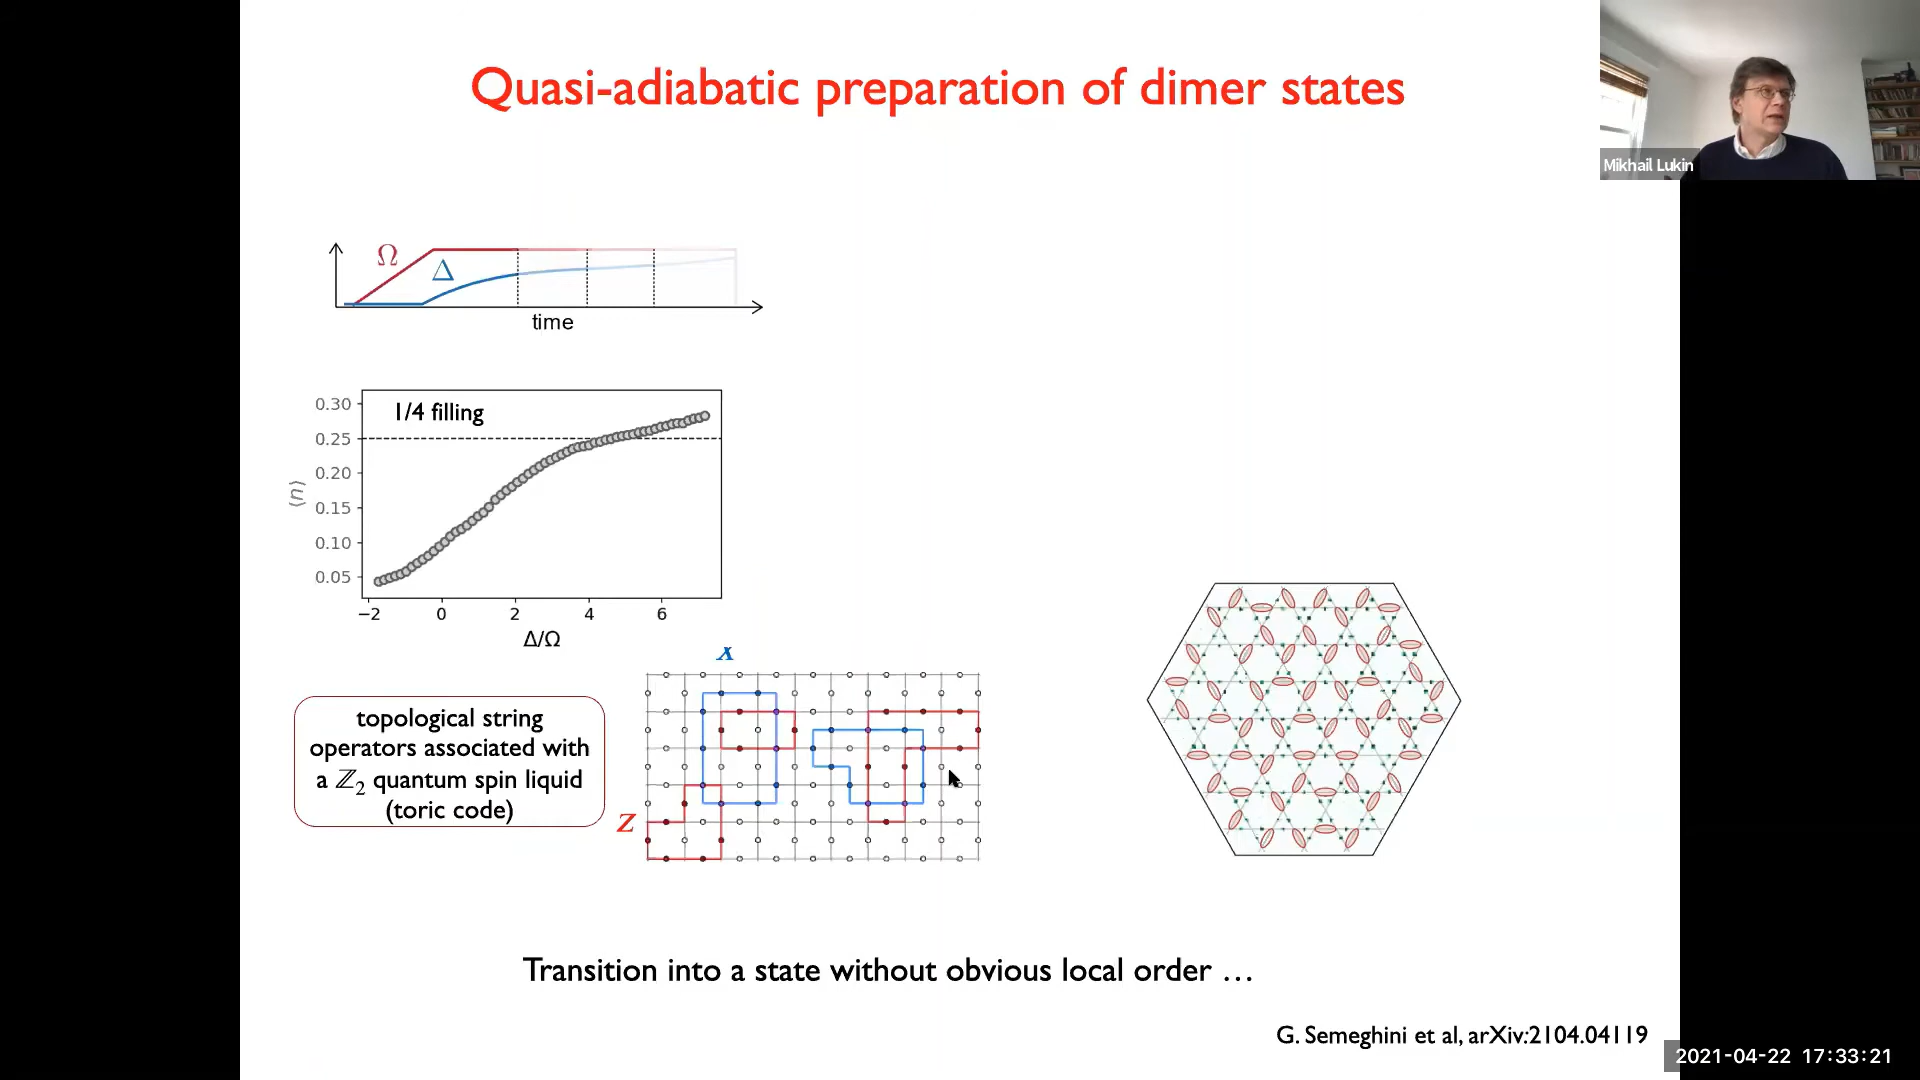 Quasi-adiabatic preparation of dimer states
Mikhail Lukin
Ω
Δ
time
1/4 filling
0.30
0.25
0.20
0.15
0.10
0.05
⟨n⟩
−2 0 2 4 6
Δ/Ω
X
topological string
operators associated with
a ℤ₂ quantum spin liquid
(toric code)
Z
Transition into a state without obvious local order …
G. Semeghini et al, arXiv:2104.04119
2021-04-22 17:33:21